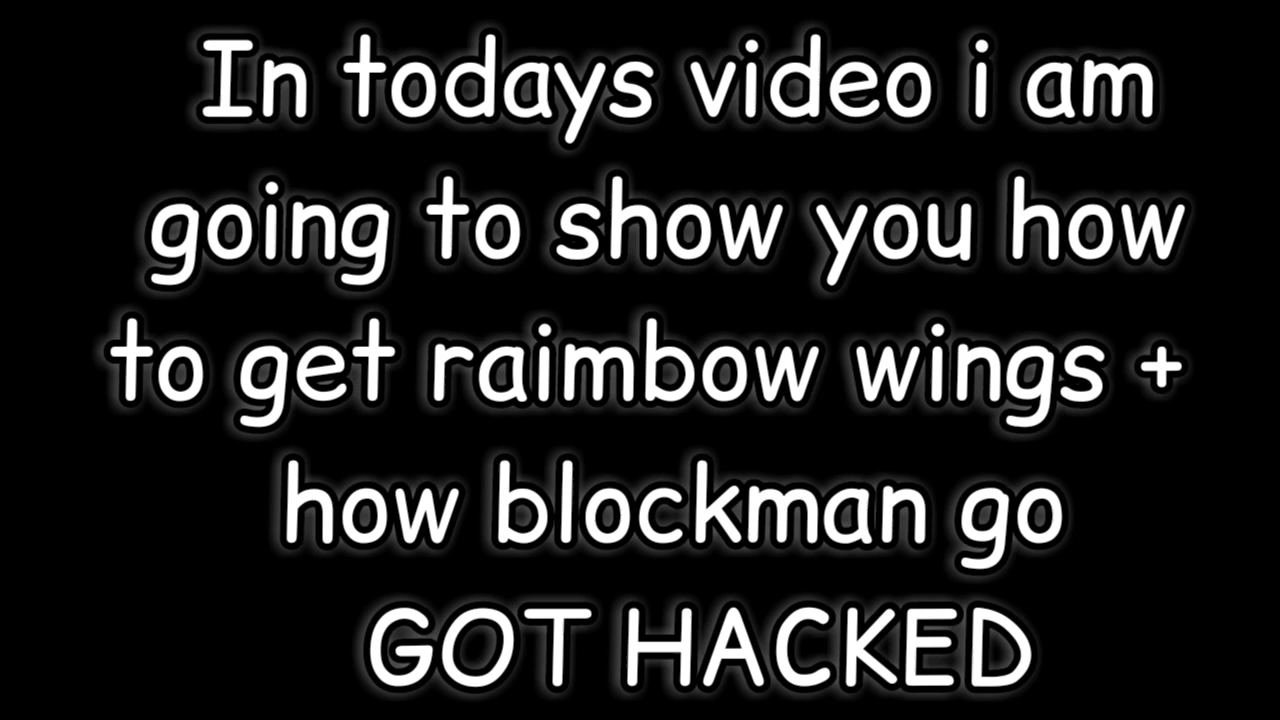 In todays video i am
going to show you how
to get raimbow wings +
how blockman go
GOT HACKED